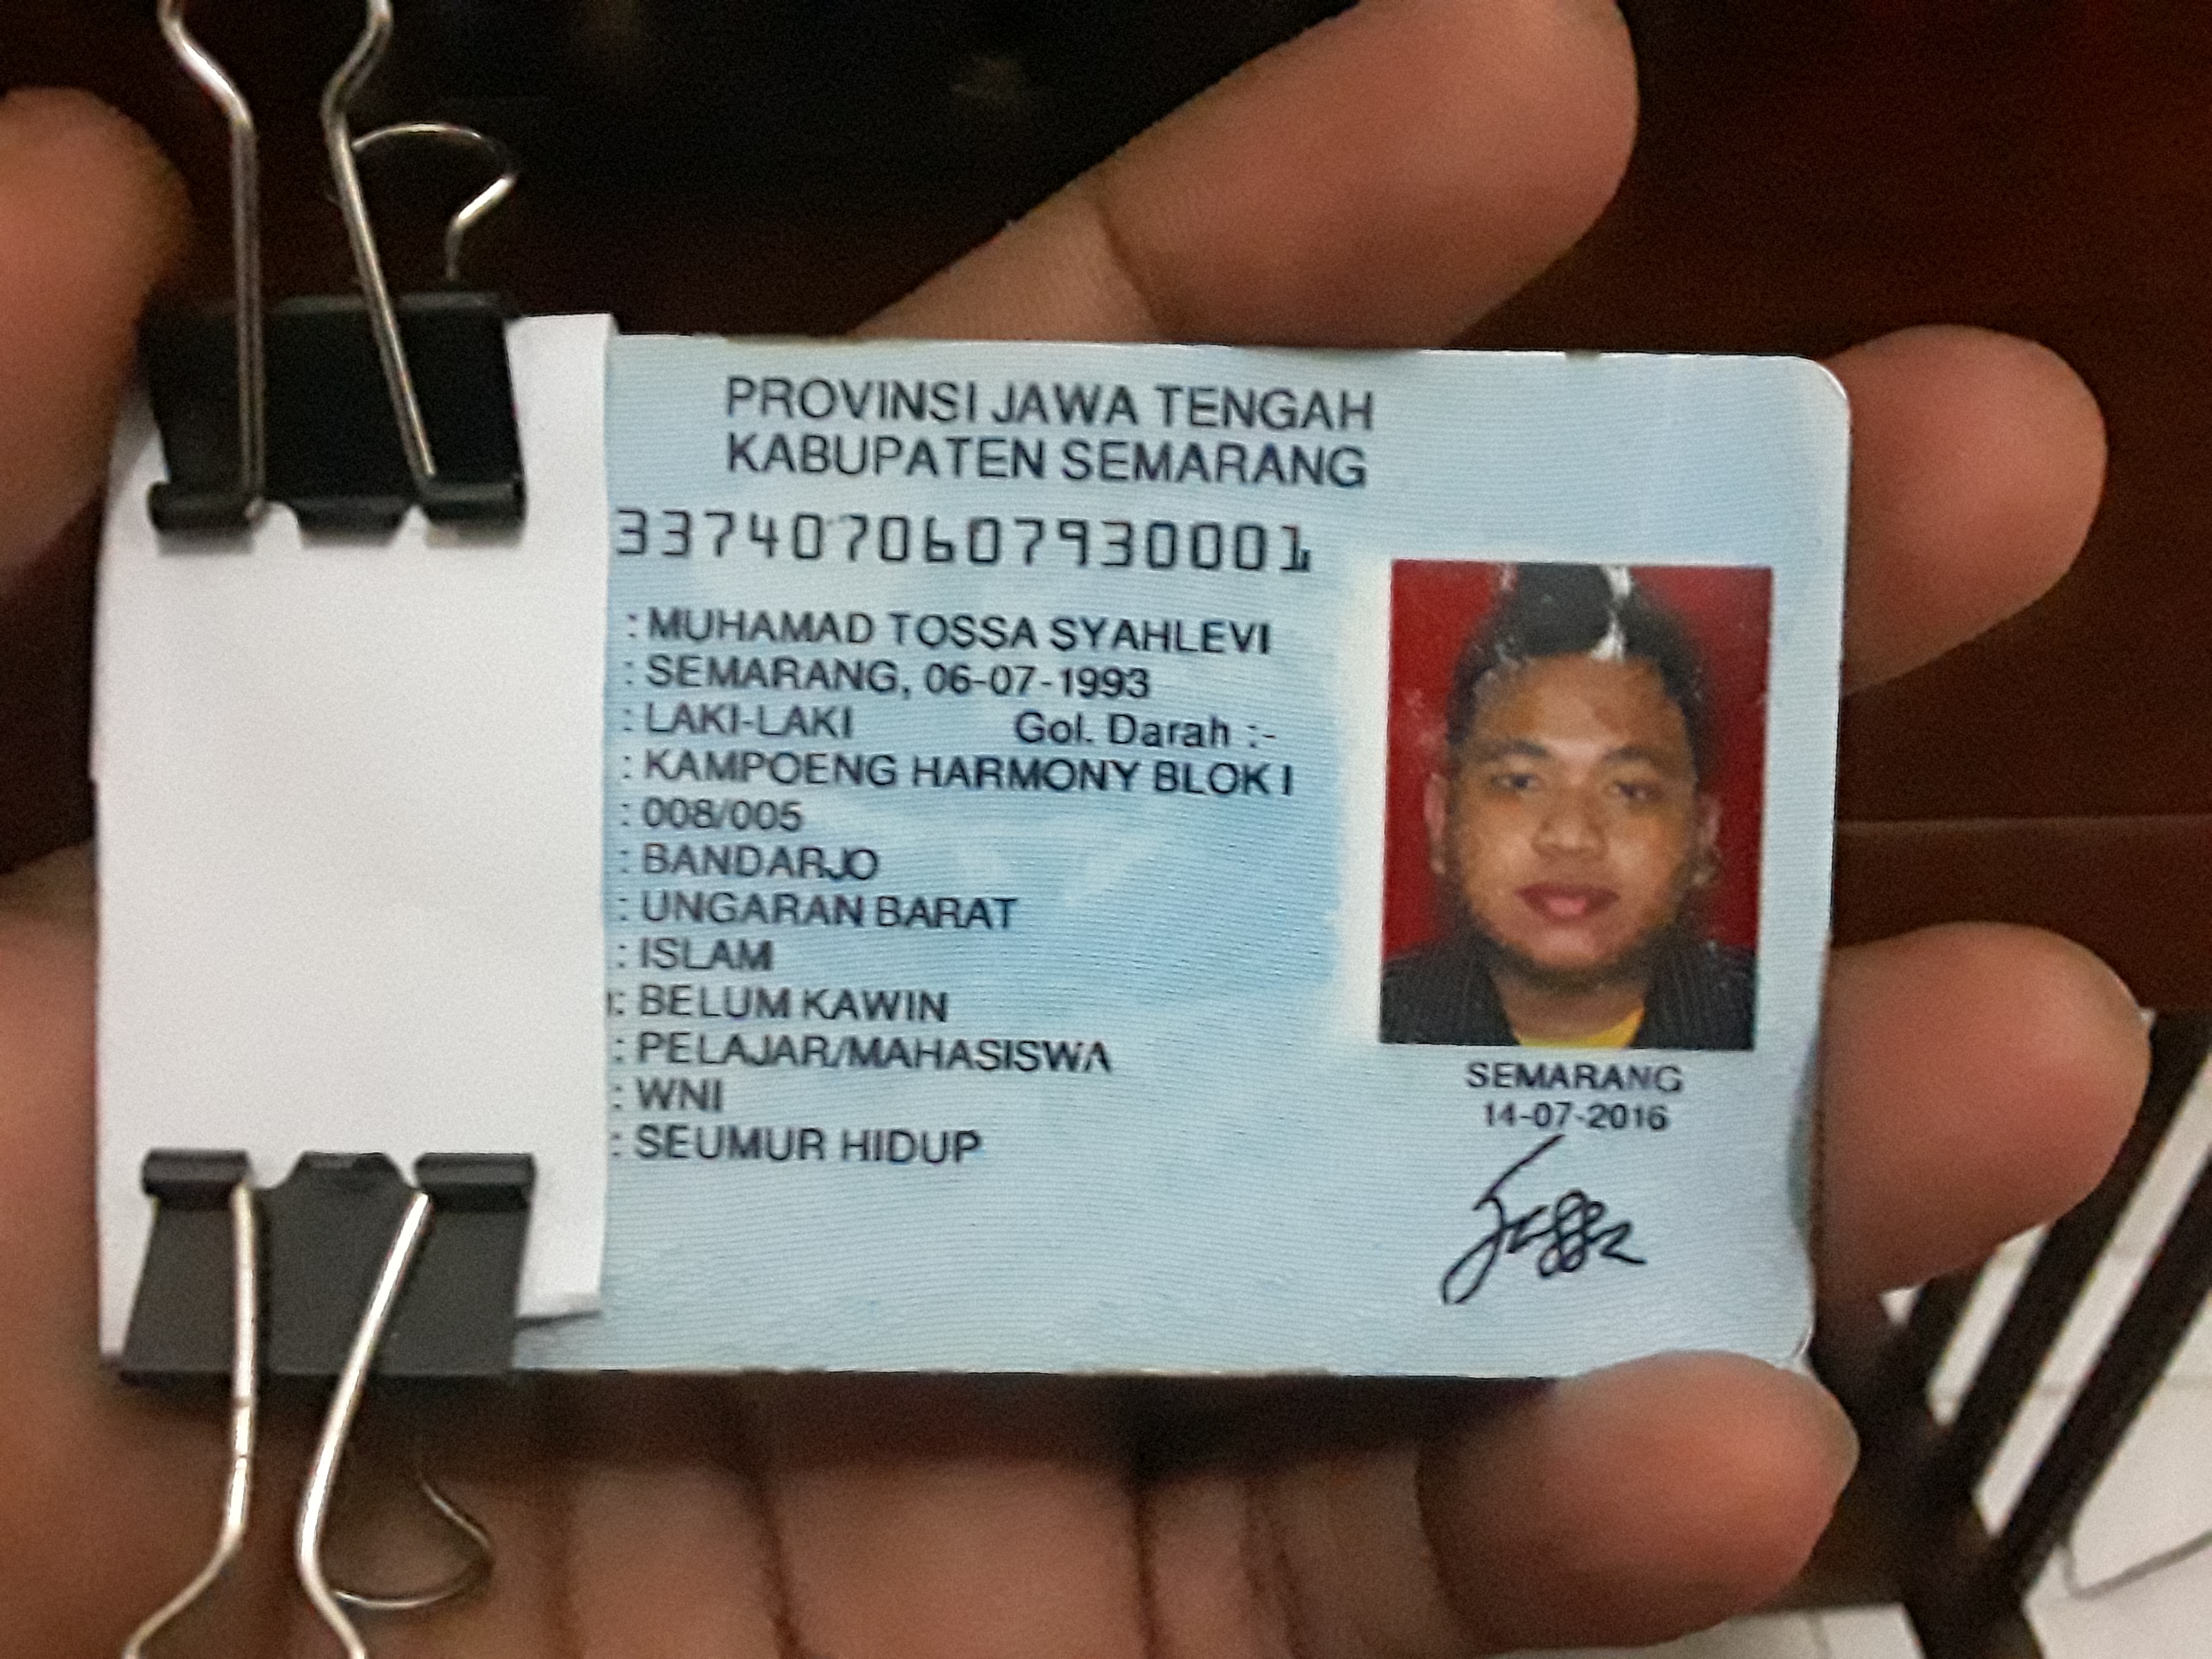 PROVINSI JAWA TENGAH
KABUPATEN SEMARANG
3374070607930001
: MUHAMAD TOSSA SYAHLEVI
: SEMARANG, 06-07-1993
: LAKI-LAKI Gol. Darah :-
: KAMPOENG HARMONY BLOK I
: 008/005
: BANDARJO
: UNGARAN BARAT
: ISLAM
: BELUM KAWIN
: PELAJAR/MAHASISWA
: WNI
: SEUMUR HIDUP
SEMARANG
14-07-2016